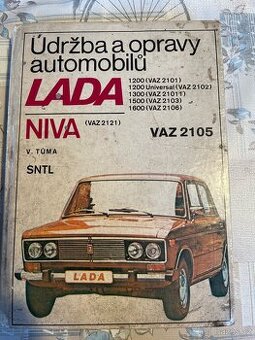 Údržba a opravy
automobilů
LADA
1200 (VAZ 2101)
1200 Universal (VAZ 2102)
1300 (VAZ 21011)
1500 (VAZ 2103)
1600 (VAZ 2106)
NIVA (VAZ 2121)
VAZ 2105
V. TŮMA
SNTL
LADA